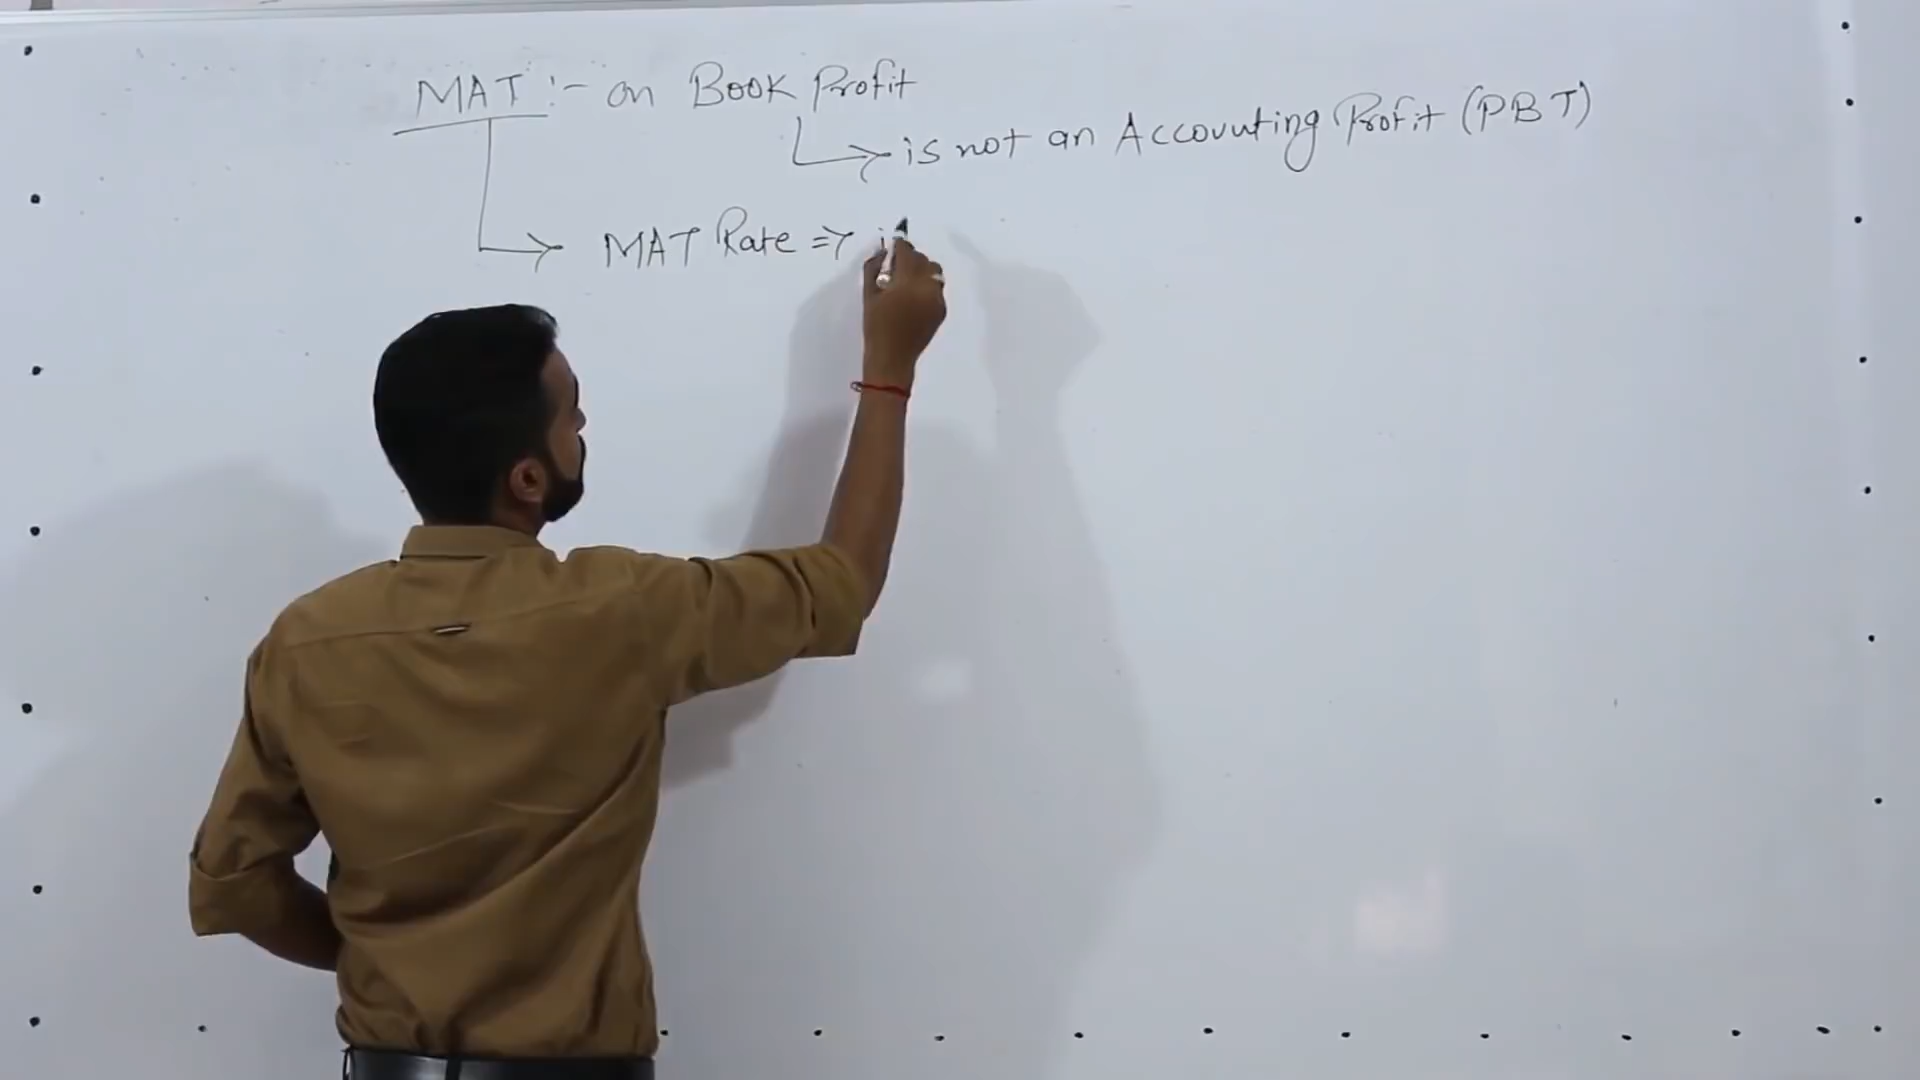 MAT :- on Book Profit
is not an Accounting Profit (PBT)
MAT Rate =>